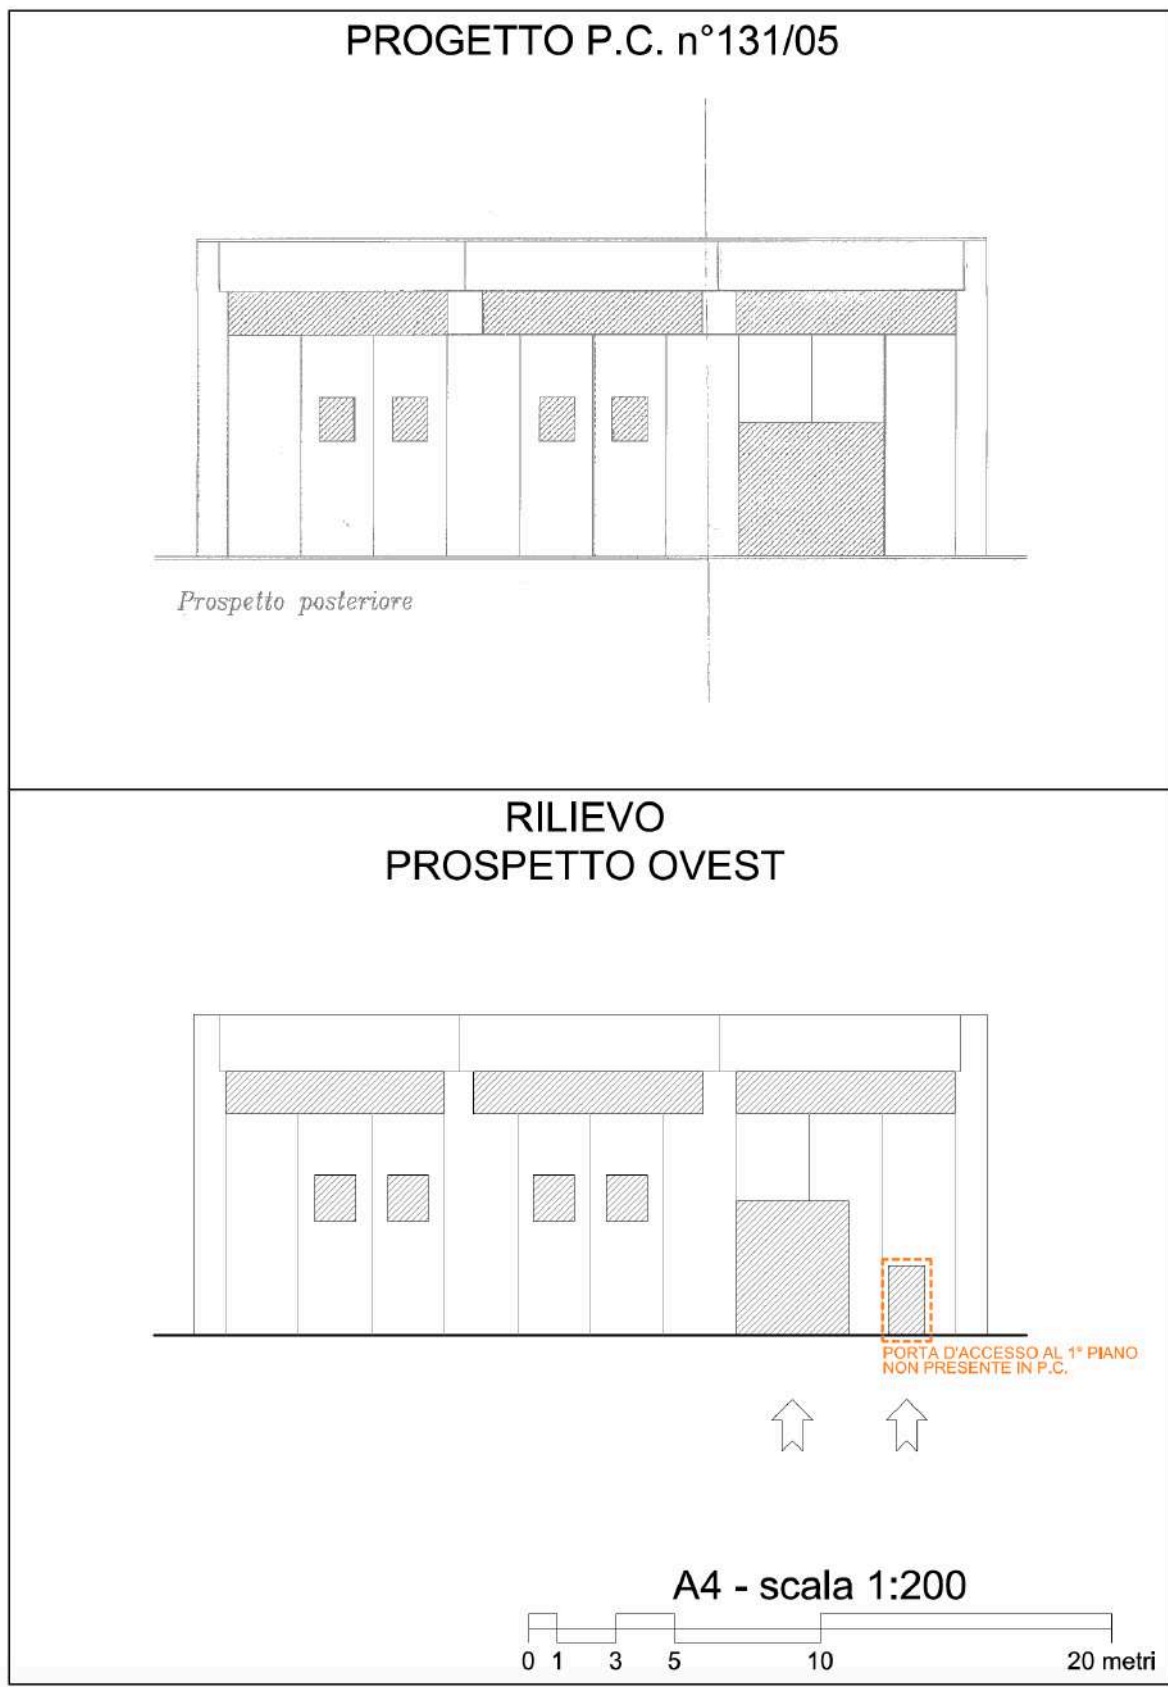 PROGETTO P.C. n°131/05
Prospetto posteriore
RILIEVO
PROSPETTO OVEST
PORTA D'ACCESSO AL 1° PIANO
NON PRESENTE IN P.C.
A4 - scala 1:200
0 1 3 5 10 20 metri